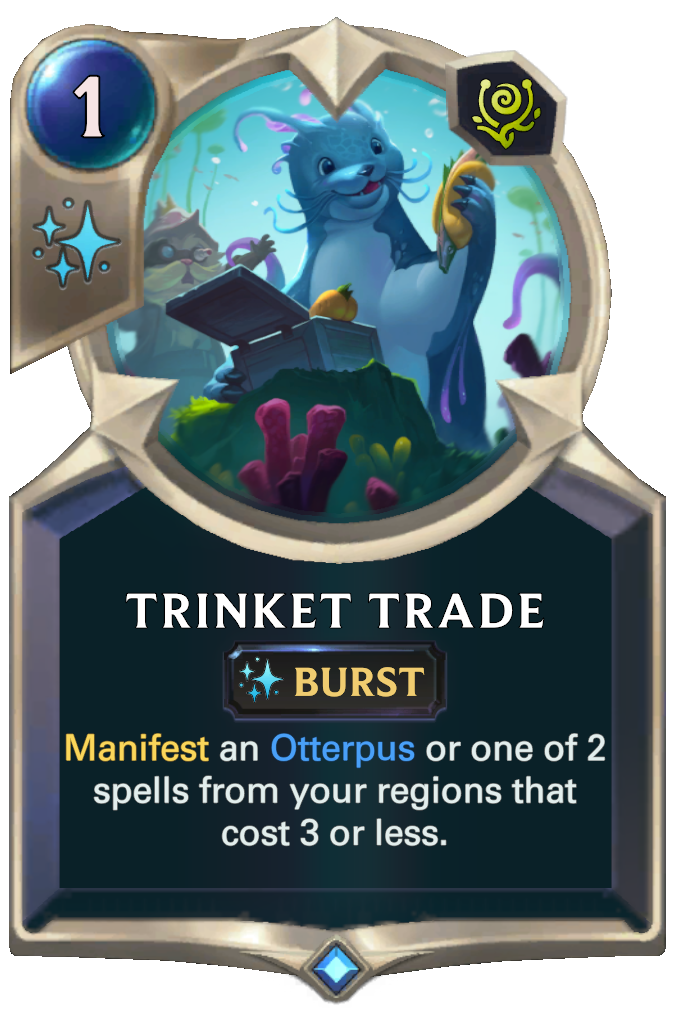 1
TRINKET TRADE
BURST
Manifest an Otterpus or one of 2
spells from your regions that
cost 3 or less.